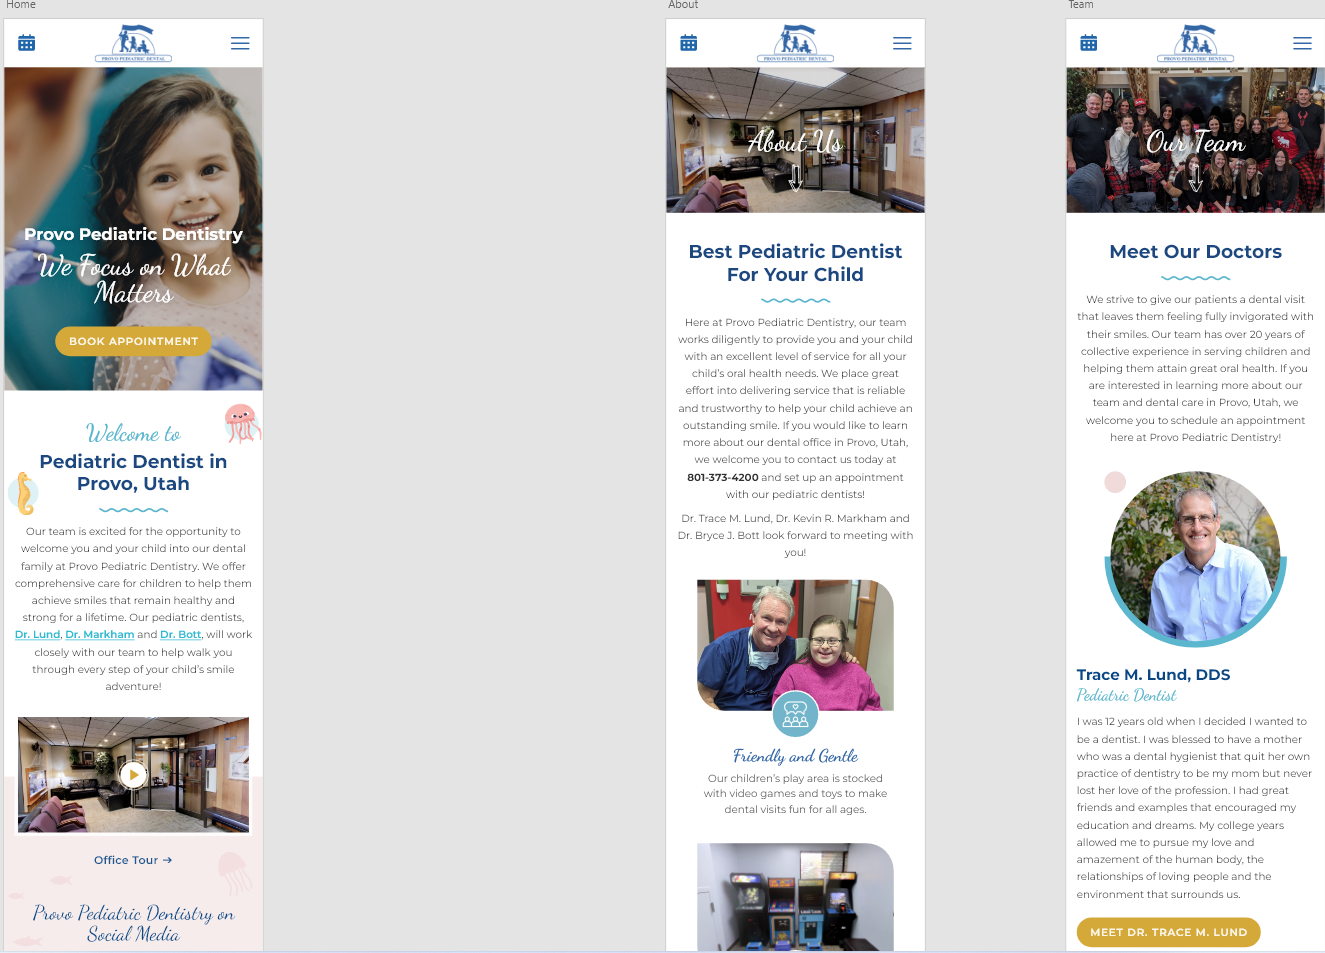 Home
PROVO PEDIATRIC DENTAL
Provo Pediatric Dentistry
We Focus on What
Matters
BOOK APPOINTMENT
Welcome to
Pediatric Dentist in
Provo, Utah
Our team is excited for the opportunity to
welcome you and your child into our dental
family at Provo Pediatric Dentistry. We offer
comprehensive care for children to help them
achieve smiles that remain healthy and
strong for a lifetime. Our pediatric dentists,
Dr. Lund, Dr. Markham and Dr. Bott, will work
closely with our team to help walk you
through every step of your child's smile
adventure!
Office Tour →
Provo Pediatric Dentistry on
Social Media
About
PROVO PEDIATRIC DENTAL
About Us
Best Pediatric Dentist
For Your Child
Here at Provo Pediatric Dentistry, our team
works diligently to provide you and your child
with an excellent level of service for all your
child's oral health needs. We place great
effort into delivering service that is reliable
and trustworthy to help your child achieve an
outstanding smile. If you would like to learn
more about our dental office in Provo, Utah,
we welcome you to contact us today at
801-373-4200 and set up an appointment
with our pediatric dentists!
Dr. Trace M. Lund, Dr. Kevin R. Markham and
Dr. Bryce J. Bott look forward to meeting with
you!
Friendly and Gentle
Our children's play area is stocked
with video games and toys to make
dental visits fun for all ages.
Team
PROVO PEDIATRIC DENTAL
Our Team
Meet Our Doctors
We strive to give our patients a dental visit
that leaves them feeling fully invigorated with
their smiles. Our team has over 20 years of
collective experience in serving children and
helping them attain great oral health. If you
are interested in learning more about our
team and dental care in Provo, Utah, we
welcome you to schedule an appointment
here at Provo Pediatric Dentistry!
Trace M. Lund, DDS
Pediatric Dentist
I was 12 years old when I decided I wanted to
be a dentist. I was blessed to have a mother
who was a dental hygienist that quit her own
practice of dentistry to be my mom but never
lost her love of the profession. I had great
friends and examples that encouraged my
education and dreams. My college years
allowed me to pursue my love and
amazement of the human body, the
relationships of loving people and the
environment that surrounds us.
MEET DR. TRACE M. LUND